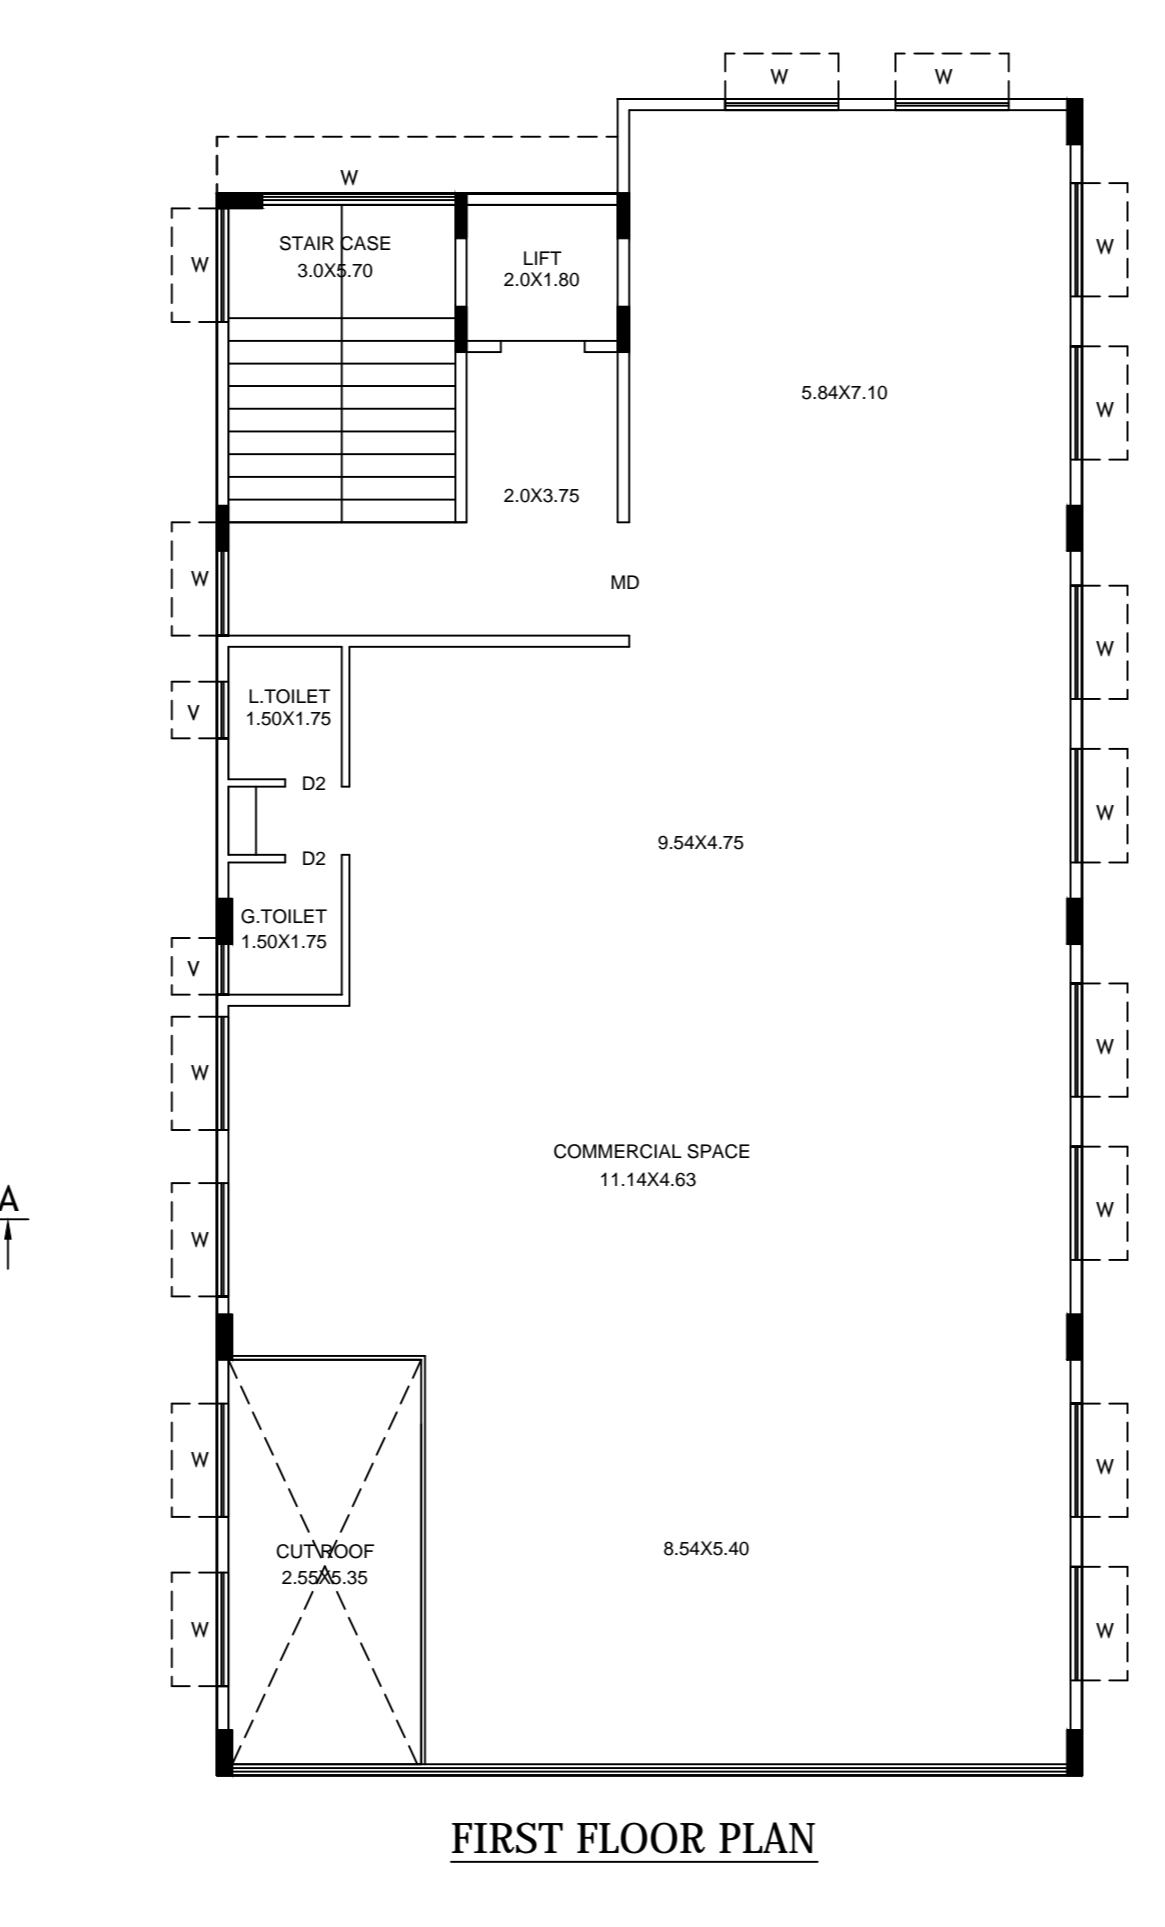 W
W
W
W
STAIR CASE
3.0X5.70
LIFT
2.0X1.80
W
W
5.84X7.10
2.0X3.75
W
MD
W
L.TOILET
1.50X1.75
V
D2
W
9.54X4.75
D2
G.TOILET
1.50X1.75
V
W
W
COMMERCIAL SPACE
11.14X4.63
A
W
W
W
W
CUT ROOF
2.55X5.35
8.54X5.40
W
W
FIRST FLOOR PLAN